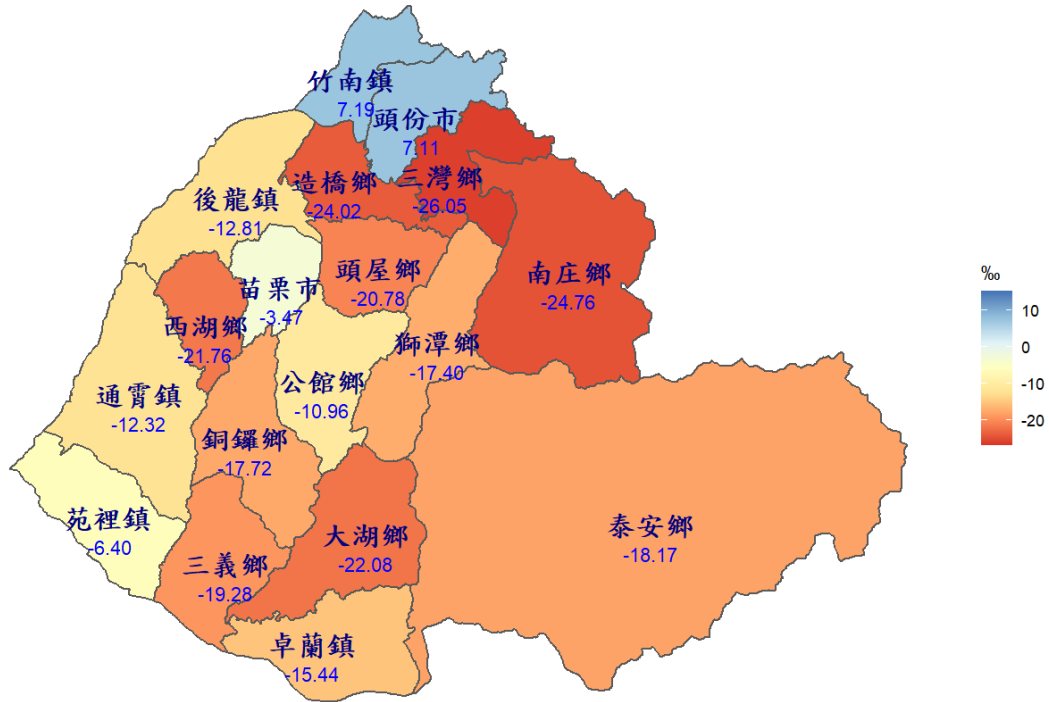 竹南鎮
7.19
頭份市
7.11
造橋鄉
-24.02
三灣鄉
-26.05
後龍鎮
-12.81
頭屋鄉
-20.78
南庄鄉
-24.76
苗栗市
-3.47
西湖鄉
-21.76
獅潭鄉
-17.40
公館鄉
-10.96
通霄鎮
-12.32
銅鑼鄉
-17.72
苑裡鎮
-6.40
大湖鄉
-22.08
泰安鄉
-18.17
三義鄉
-19.28
卓蘭鎮
-15.44
‰
10
0
-10
-20